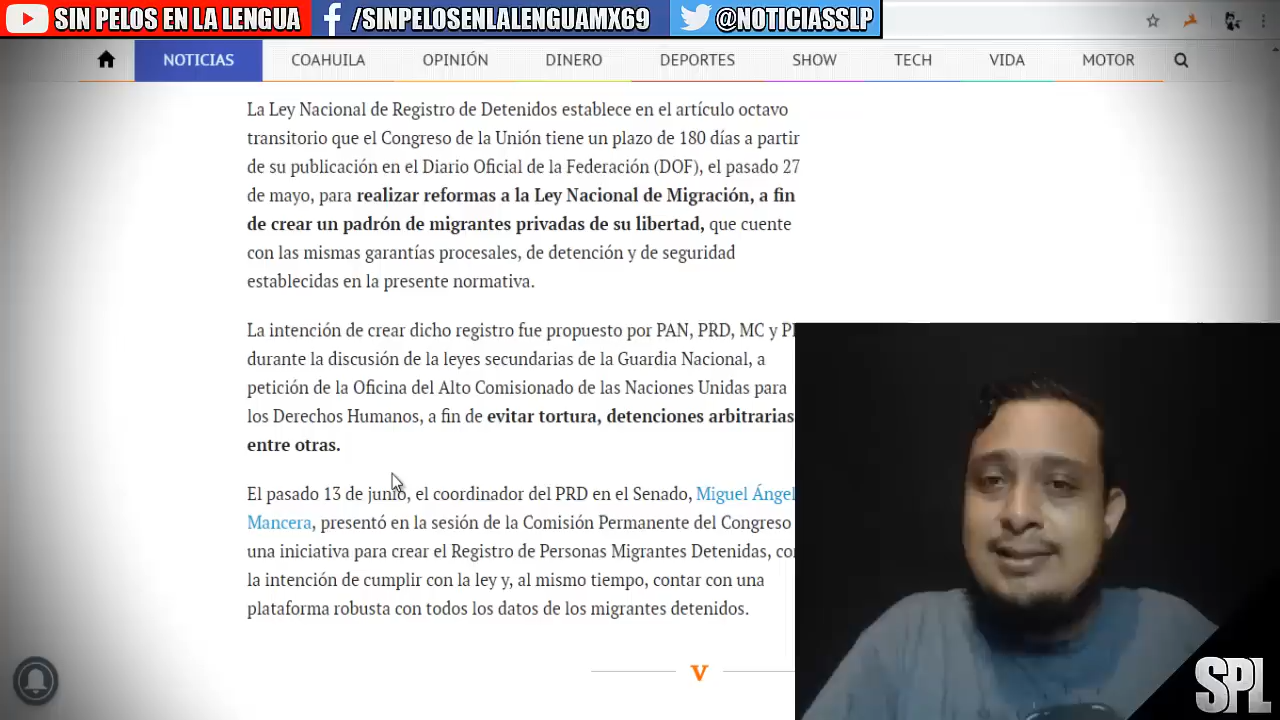 SIN PELOS EN LA LENGUA
/SINPELOSENLALENGUAMX69
@NOTICIASSLP
NOTICIAS
COAHUILA
OPINIÓN
DINERO
DEPORTES
SHOW
TECH
VIDA
MOTOR
La Ley Nacional de Registro de Detenidos establece en el artículo octavo
transitorio que el Congreso de la Unión tiene un plazo de 180 días a partir
de su publicación en el Diario Oficial de la Federación (DOF), el pasado 27
de mayo, para realizar reformas a la Ley Nacional de Migración, a fin
de crear un padrón de migrantes privadas de su libertad, que cuente
con las mismas garantías procesales, de detención y de seguridad
establecidas en la presente normativa.
La intención de crear dicho registro fue propuesto por PAN, PRD, MC y
durante la discusión de la leyes secundarias de la Guardia Nacional, a
petición de la Oficina del Alto Comisionado de las Naciones Unidas para
los Derechos Humanos, a fin de evitar tortura, detenciones arbitrarias
entre otras.
El pasado 13 de junio, el coordinador del PRD en el Senado, Miguel Ángel
Mancera, presentó en la sesión de la Comisión Permanente del Congreso
una iniciativa para crear el Registro de Personas Migrantes Detenidas,
la intención de cumplir con la ley y, al mismo tiempo, contar con una
plataforma robusta con todos los datos de los migrantes detenidos.
V
SPL